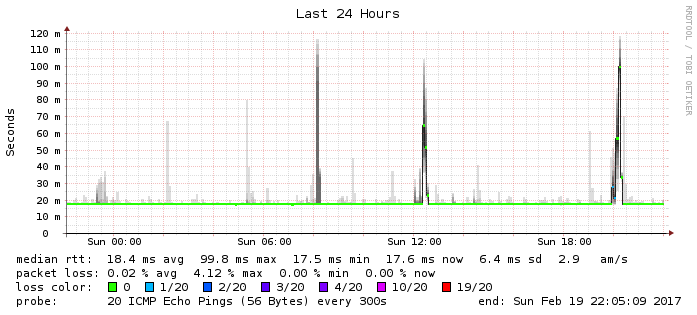 Last 24 Hours
RRDTOOL / TOBI OETIKER
Seconds
120 m
110 m
100 m
90 m
80 m
70 m
60 m
50 m
40 m
30 m
20 m
10 m
0
Sun 00:00 Sun 06:00 Sun 12:00 Sun 18:00
median rtt: 18.4 ms avg 99.8 ms max 17.5 ms min 17.6 ms now 6.4 ms sd 2.9 am/s
packet loss: 0.02 % avg 4.12 % max 0.00 % min 0.00 % now
loss color: 0 1/20 2/20 3/20 4/20 10/20 19/20
probe: 20 ICMP Echo Pings (56 Bytes) every 300s end: Sun Feb 19 22:05:09 2017